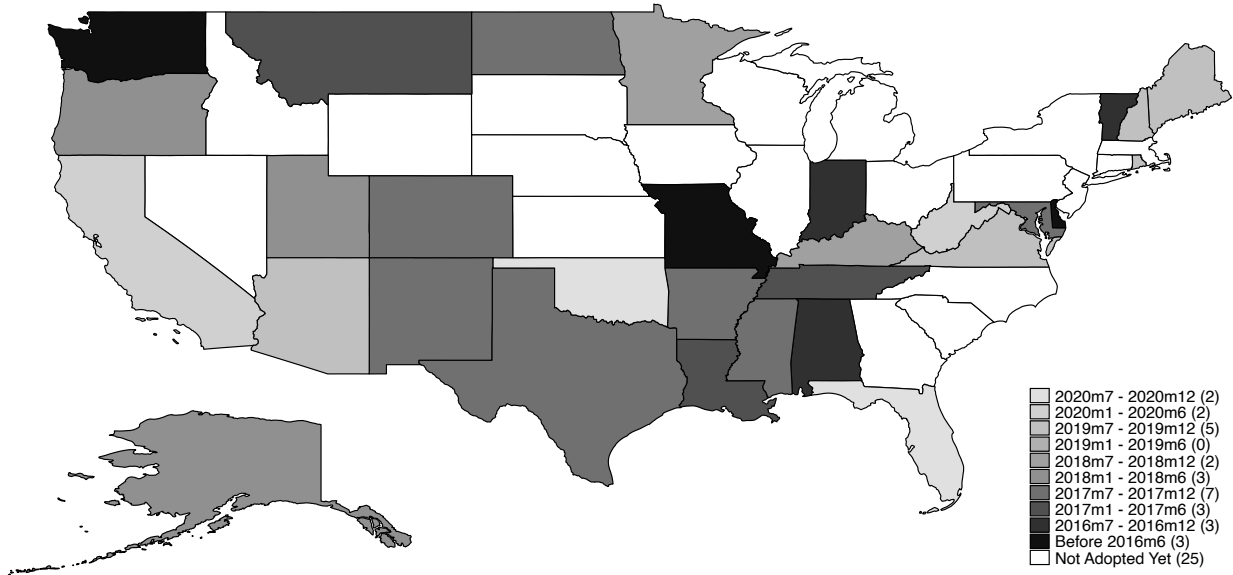 2020m7 - 2020m12 (2)
2020m1 - 2020m6 (2)
2019m7 - 2019m12 (5)
2019m1 - 2019m6 (0)
2018m7 - 2018m12 (2)
2018m1 - 2018m6 (3)
2017m7 - 2017m12 (7)
2017m1 - 2017m6 (3)
2016m7 - 2016m12 (3)
Before 2016m6 (3)
Not Adopted Yet (25)